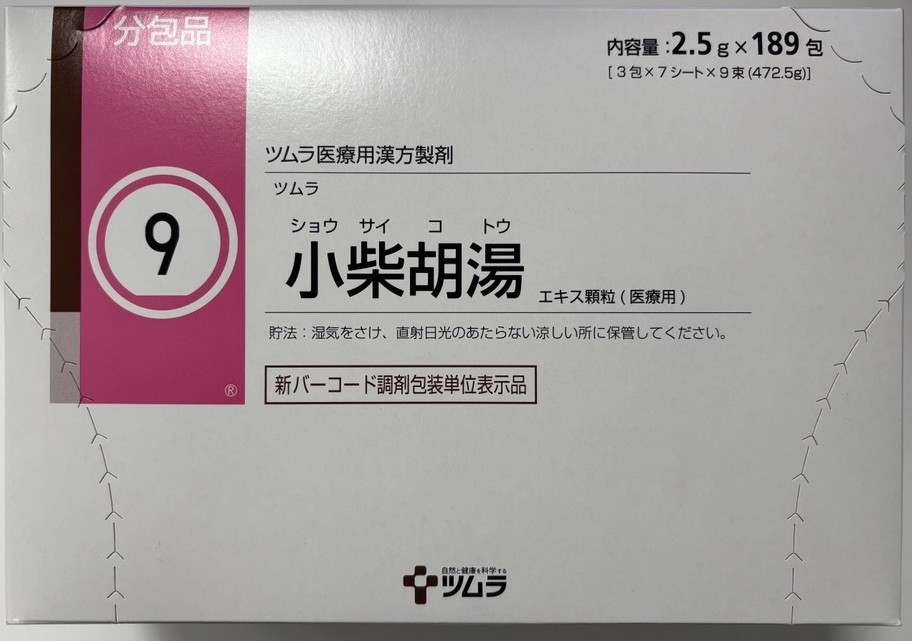 分包品
内容量:2.5g×189包
[3包×7シート×9束(472.5g)]
9
ツムラ医療用漢方製剤
ツムラ
ショウ サイ コ トウ
小柴胡湯
エキス顆粒(医療用)
貯法:湿気をさけ、直射日光のあたらない涼しい所に保管してください。
®
新バーコード調剤包装単位表示品
自然と健康を科学する
ツムラ